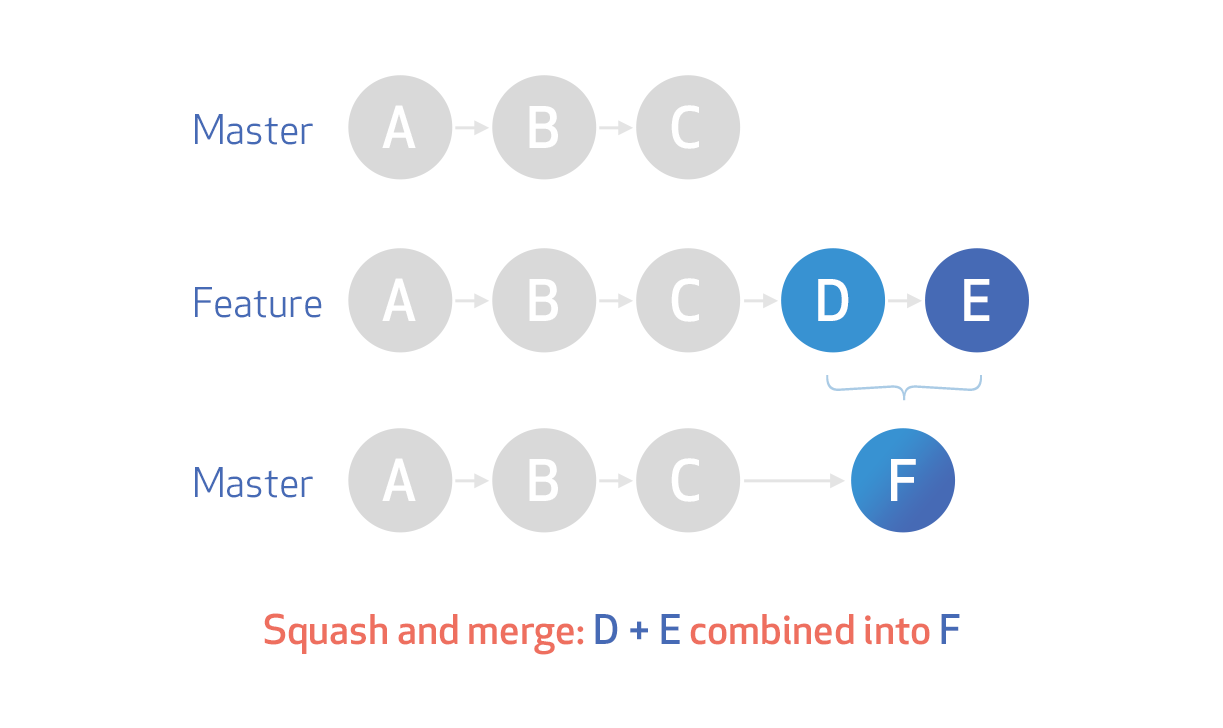 Master A B C
Feature A B C D E
Master A B C F
Squash and merge: D + E combined into F